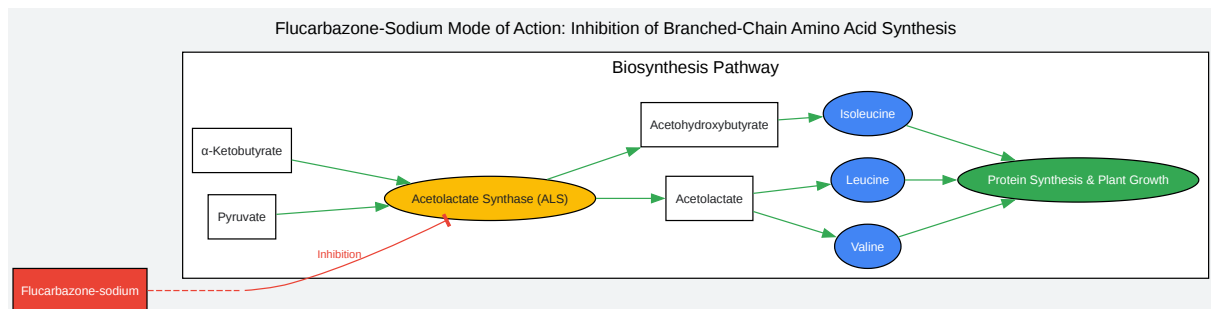 Flucarbazone-Sodium Mode of Action: Inhibition of Branched-Chain Amino Acid Synthesis
Biosynthesis Pathway
α-Ketobutyrate
Pyruvate
Acetolactate Synthase (ALS)
Acetohydroxybutyrate
Acetolactate
Isoleucine
Leucine
Valine
Protein Synthesis & Plant Growth
Inhibition
Flucarbazone-sodium